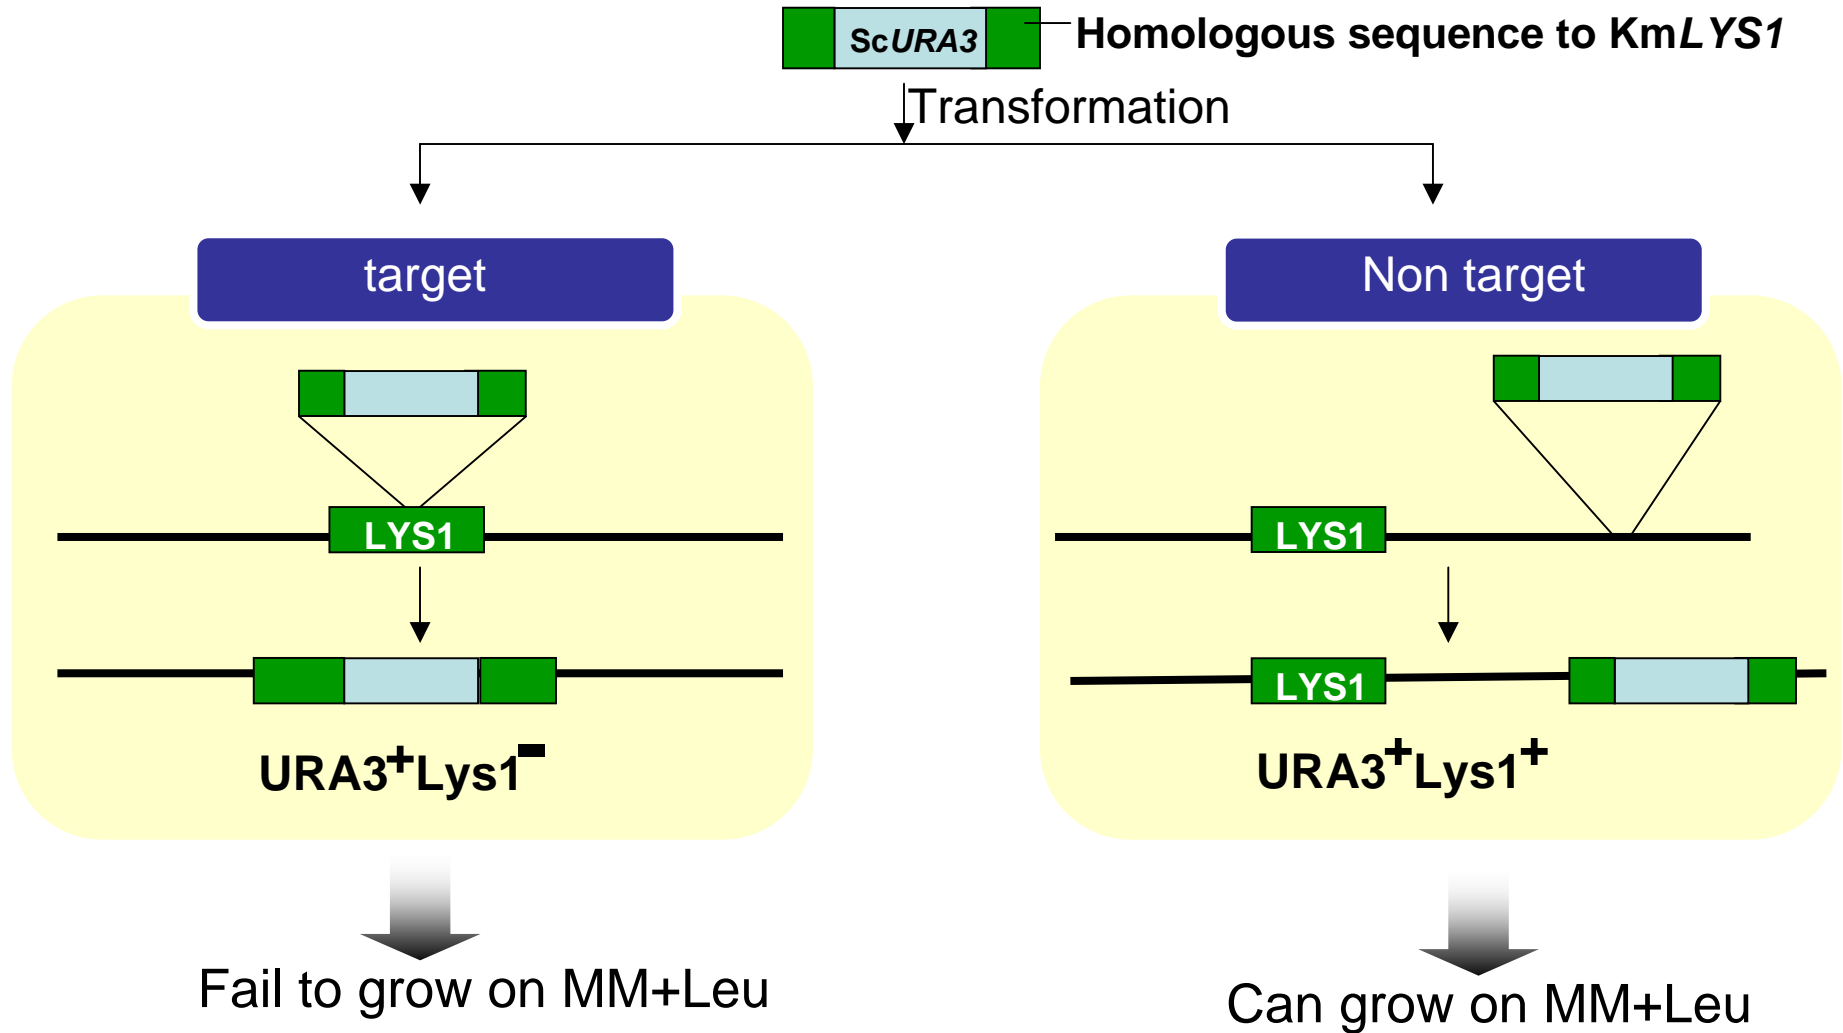 ScURA3
Homologous sequence to KmLYS1
Transformation
target
Non target
LYS1
LYS1
LYS1
URA3+Lys1-
URA3+Lys1+
Fail to grow on MM+Leu
Can grow on MM+Leu